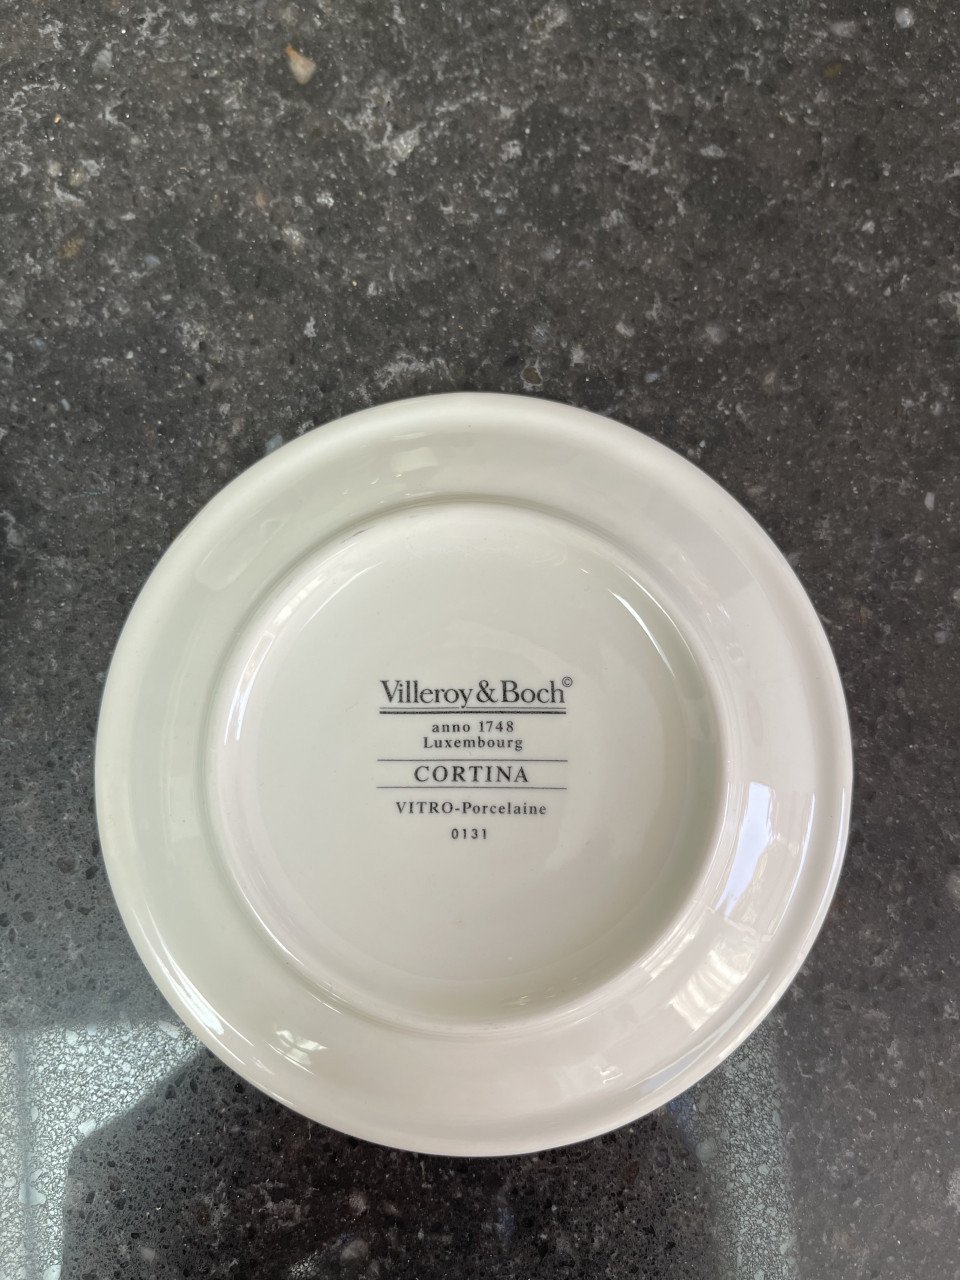 Villeroy & Boch©
anno 1748
Luxembourg
CORTINA
VITRO-Porcelaine
0131